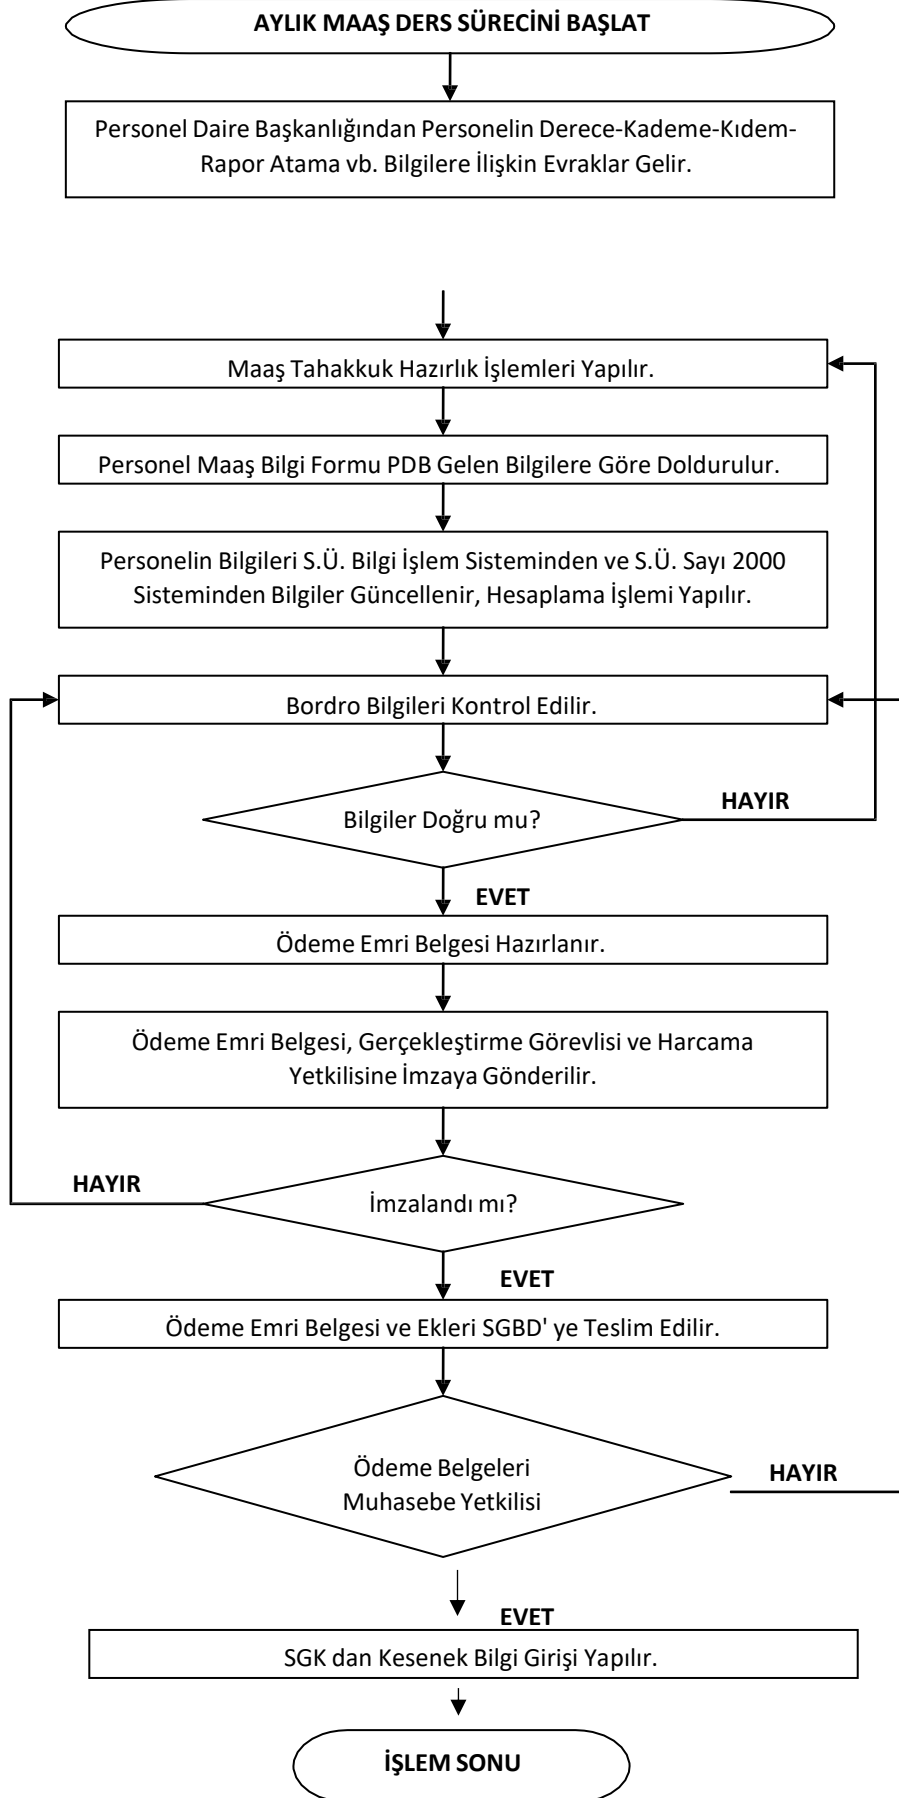 AYLIK MAAŞ DERS SÜRECİNİ BAŞLAT
Personel Daire Başkanlığından Personelin Derece-Kademe-Kıdem-
Rapor Atama vb. Bilgilere İlişkin Evraklar Gelir.
Maaş Tahakkuk Hazırlık İşlemleri Yapılır.
Personel Maaş Bilgi Formu PDB Gelen Bilgilere Göre Doldurulur.
Personelin Bilgileri S.Ü. Bilgi İşlem Sisteminden ve S.Ü. Sayı 2000
Sisteminden Bilgiler Güncellenir, Hesaplama İşlemi Yapılır.
Bordro Bilgileri Kontrol Edilir.
HAYIR
Bilgiler Doğru mu?
EVET
Ödeme Emri Belgesi Hazırlanır.
Ödeme Emri Belgesi, Gerçekleştirme Görevlisi ve Harcama
Yetkilisine İmzaya Gönderilir.
HAYIR
İmzalandı mı?
EVET
Ödeme Emri Belgesi ve Ekleri SGBD' ye Teslim Edilir.
Ödeme Belgeleri
HAYIR
Muhasebe Yetkilisi
EVET
SGK dan Kesenek Bilgi Girişi Yapılır.
İŞLEM SONU